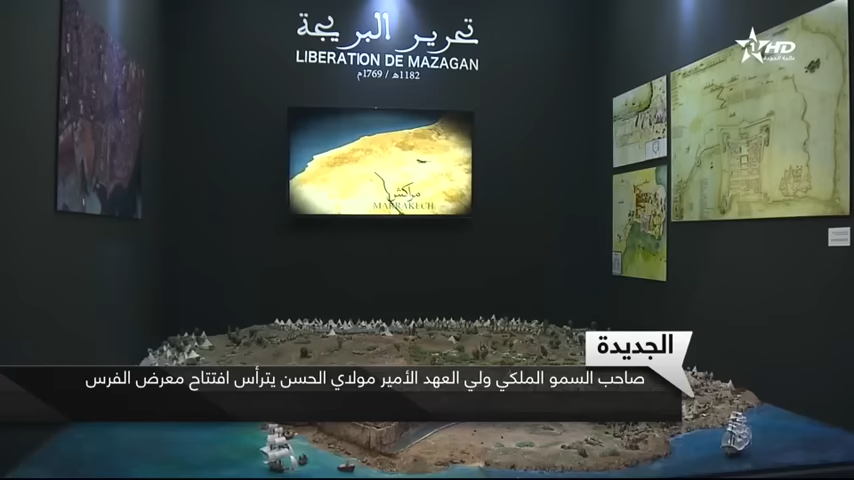 تحرير البريجة
LIBERATION DE MAZAGAN
1182هـ / 1769م
HD
مراكش
MARRAKECH
الجديدة
صاحب السمو الملكي ولي العهد الأمير مولاي الحسن يترأس افتتاح معرض الفرس